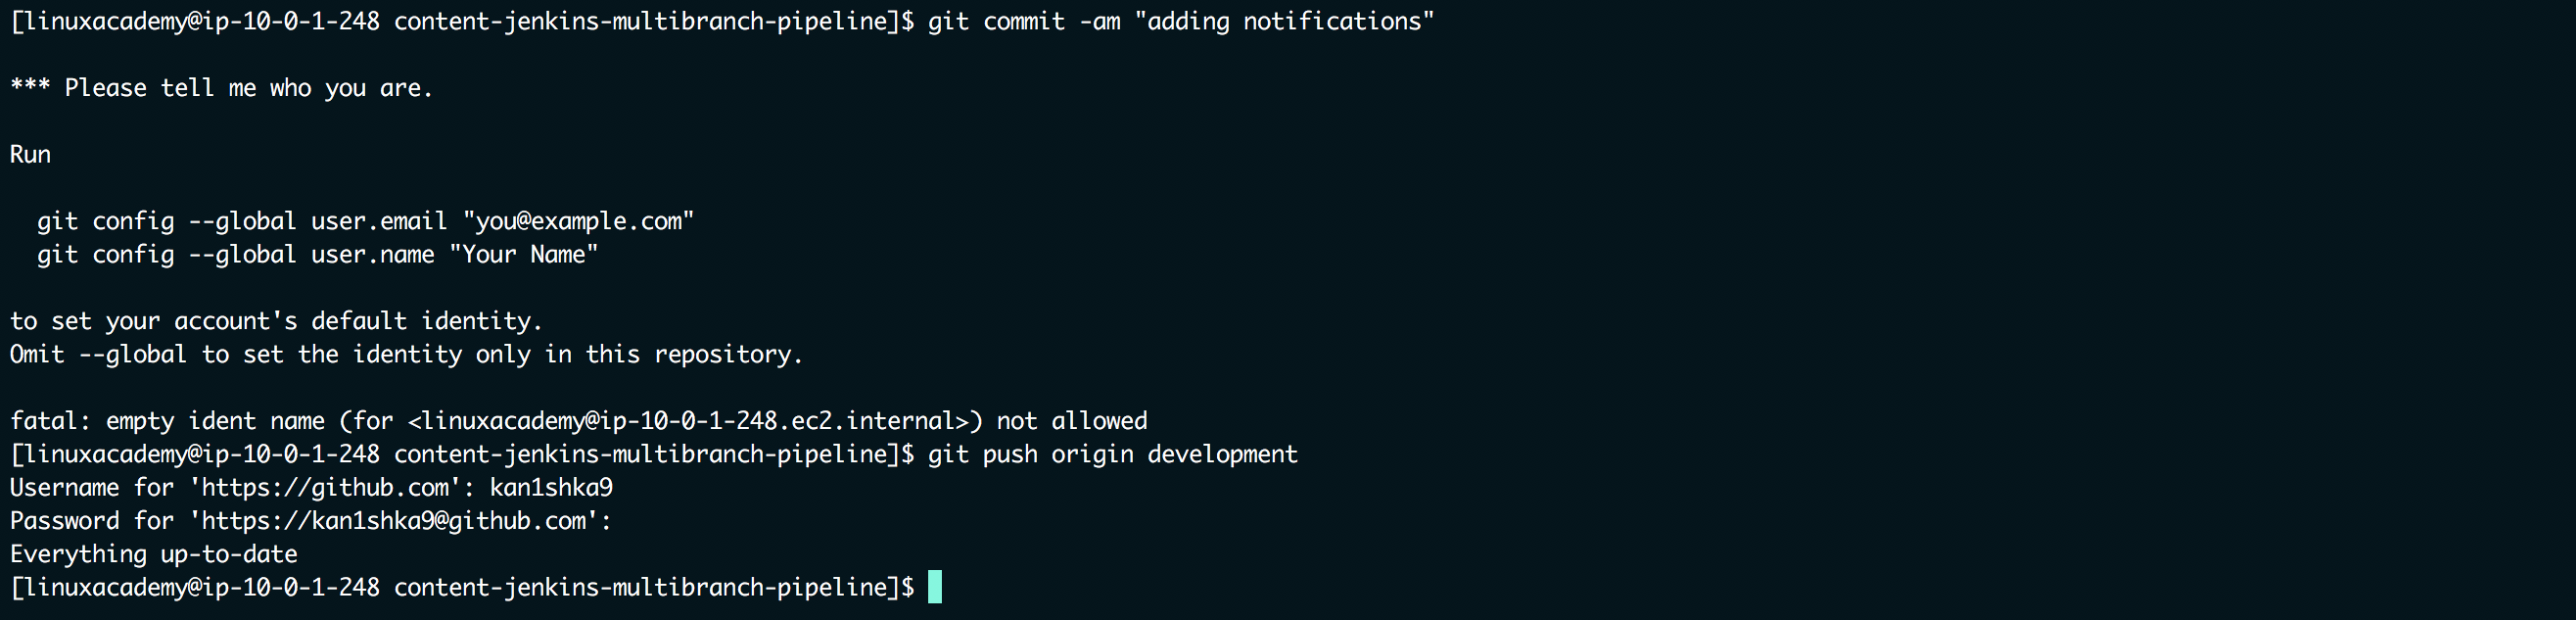 [linuxacademy@ip-10-0-1-248 content-jenkins-multibranch-pipeline]$ git commit -am "adding notifications"
*** Please tell me who you are.
Run
  git config --global user.email "you@example.com"
  git config --global user.name "Your Name"
to set your account's default identity.
Omit --global to set the identity only in this repository.
fatal: empty ident name (for <linuxacademy@ip-10-0-1-248.ec2.internal>) not allowed
[linuxacademy@ip-10-0-1-248 content-jenkins-multibranch-pipeline]$ git push origin development
Username for 'https://github.com': kan1shka9
Password for 'https://kan1shka9@github.com':
Everything up-to-date
[linuxacademy@ip-10-0-1-248 content-jenkins-multibranch-pipeline]$